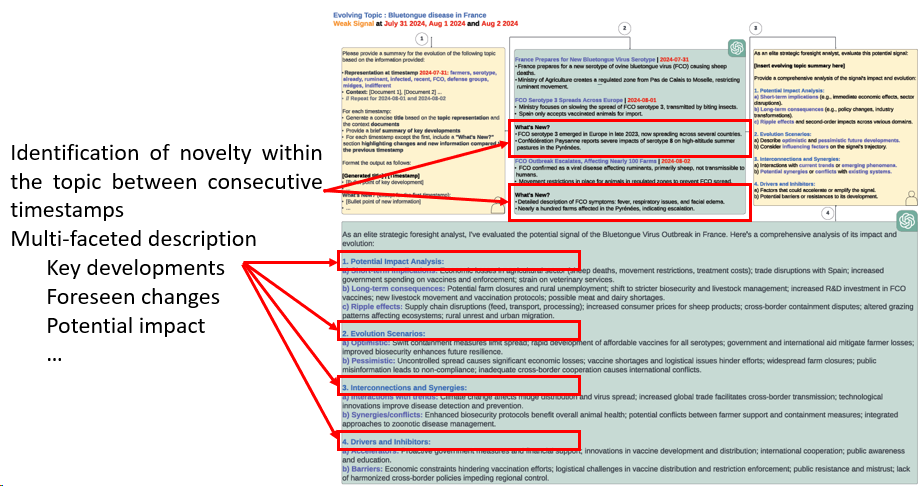 Evolving Topic : Bluetongue disease in France
Weak Signal at July 31 2024, Aug 1 2024 and Aug 2 2024
1
2
3
Identification of novelty within
the topic between consecutive
timestamps
Multi-faceted description
Key developments
Foreseen changes
Potential impact
...
Please provide a summary for the evolution of the following topic
based on the information provided:
• Representation at timestamp 2024-07-31: farmers, serotype,
already, ruminant, infected, recent, FCO, defense groups,
midges, indifferent
• Context: [Document 1], [Document 2] ...
• // Repeat for 2024-08-01 and 2024-08-02
For each timestamp:
• Generate a concise title based on the topic representation and
the context documents
• Provide a brief summary of key developments
• For each timestamp except the first, include a "What's New?"
section highlighting changes and new information compared to
the previous timestamp
Format the output as follows:
[Generated title] | [Timestamp]
point of key development]
[Bullet point of new information]
France Prepares for New Bluetongue Virus Serotype | 2024-07-31
• France prepares for a new serotype of ovine bluetongue virus (FCO) causing sheep
deaths.
• Ministry of Agriculture creates a regulated zone from Pas de Calais to Moselle, restricting
ruminant movement.
FCO Serotype 3 Spreads Across Europe | 2024-08-01
• Ministry focuses on slowing the spread of FCO serotype 3, transmitted by biting insects.
• Spain only accepts vaccinated animals for import.
What's New?
• FCO serotype 3 emerged in Europe in late 2023, now spreading across several countries.
• Confédération Paysanne reports severe impacts of serotype 8 on high-altitude summer
pastures in the Pyrénées.
FCO Outbreak Escalates, Affecting Nearly 100 Farms | 2024-08-02
• FCO confirmed as a viral disease affecting ruminants, primarily sheep, not transmissible to
humans.
• Movement restrictions in place for animals in regulated zones to prevent FCO spread.
What's New?
• Detailed description of FCO symptoms: fever, respiratory issues, and facial edema.
• Nearly a hundred farms affected in the Pyrénées, indicating escalation.
As an elite strategic foresight analyst, evaluate this potential signal:
[Insert evolving topic summary here]
Provide a comprehensive analysis of the signal's impact and evolution:
1. Potential Impact Analysis:
a) Short-term implications (e.g., immediate economic effects, sector
disruptions).
b) Long-term consequences (e.g., policy changes, industry
transformations).
c) Ripple effects and second-order impacts across various domains.
2. Evolution Scenarios:
a) Describe optimistic and pessimistic future developments.
b) Consider influencing factors on the signal's trajectory.
3. Interconnections and Synergies:
a) Interactions with current trends or emerging phenomena.
b) Potential synergies or conflicts with existing systems.
4. Drivers and Inhibitors:
a) Factors that could accelerate or amplify the signal.
b) Potential barriers or resistances to its development.
4
As an elite strategic foresight analyst, I've evaluated the potential signal of the Bluetongue Virus Outbreak in France. Here's a comprehensive analysis of its impact and
evolution:
1. Potential Impact Analysis:
a) Short-term implications: Economic losses in agricultural sector (sheep deaths, movement restrictions, treatment costs); trade disruptions with Spain; increased
government spending on vaccines and enforcement; strain on veterinary services.
b) Long-term consequences: Potential farm closures and rural unemployment; shift to stricter biosecurity and livestock management; increased R&D investment in FCO
vaccines; new livestock movement and vaccination protocols; possible meat and dairy shortages.
c) Ripple effects: Supply chain disruptions (feed, transport, processing); increased consumer prices for sheep products; cross-border containment disputes; altered grazing
patterns affecting ecosystems; rural unrest and urban migration.
2. Evolution Scenarios:
a) Optimistic: Swift containment measures limit spread; rapid development of affordable vaccines for all serotypes; government and international aid mitigate farmer losses;
improved biosecurity enhances future resilience.
b) Pessimistic: Uncontrolled spread causes significant economic losses; vaccine shortages and logistical issues hinder efforts; widespread farm closures; public
misinformation leads to non-compliance; inadequate cross-border cooperation causes international conflicts.
3. Interconnections and Synergies:
a) Interactions with trends: Climate change affects midge distribution and virus spread; increased global trade facilitates cross-border transmission; technological
innovations improve disease detection and prevention.
b) Synergies/conflicts: Enhanced biosecurity protocols benefit overall animal health; potential conflicts between farmer support and containment measures; integrated
approaches to zoonotic disease management.
4. Drivers and Inhibitors:
a) Accelerators: Proactive government measures and financial support; innovations in vaccine development and distribution; international cooperation; public awareness
and education.
b) Barriers: Economic constraints hindering vaccination efforts; logistical challenges in vaccine distribution and restriction enforcement; public resistance and mistrust; lack
of harmonized cross-border policies impeding regional control.